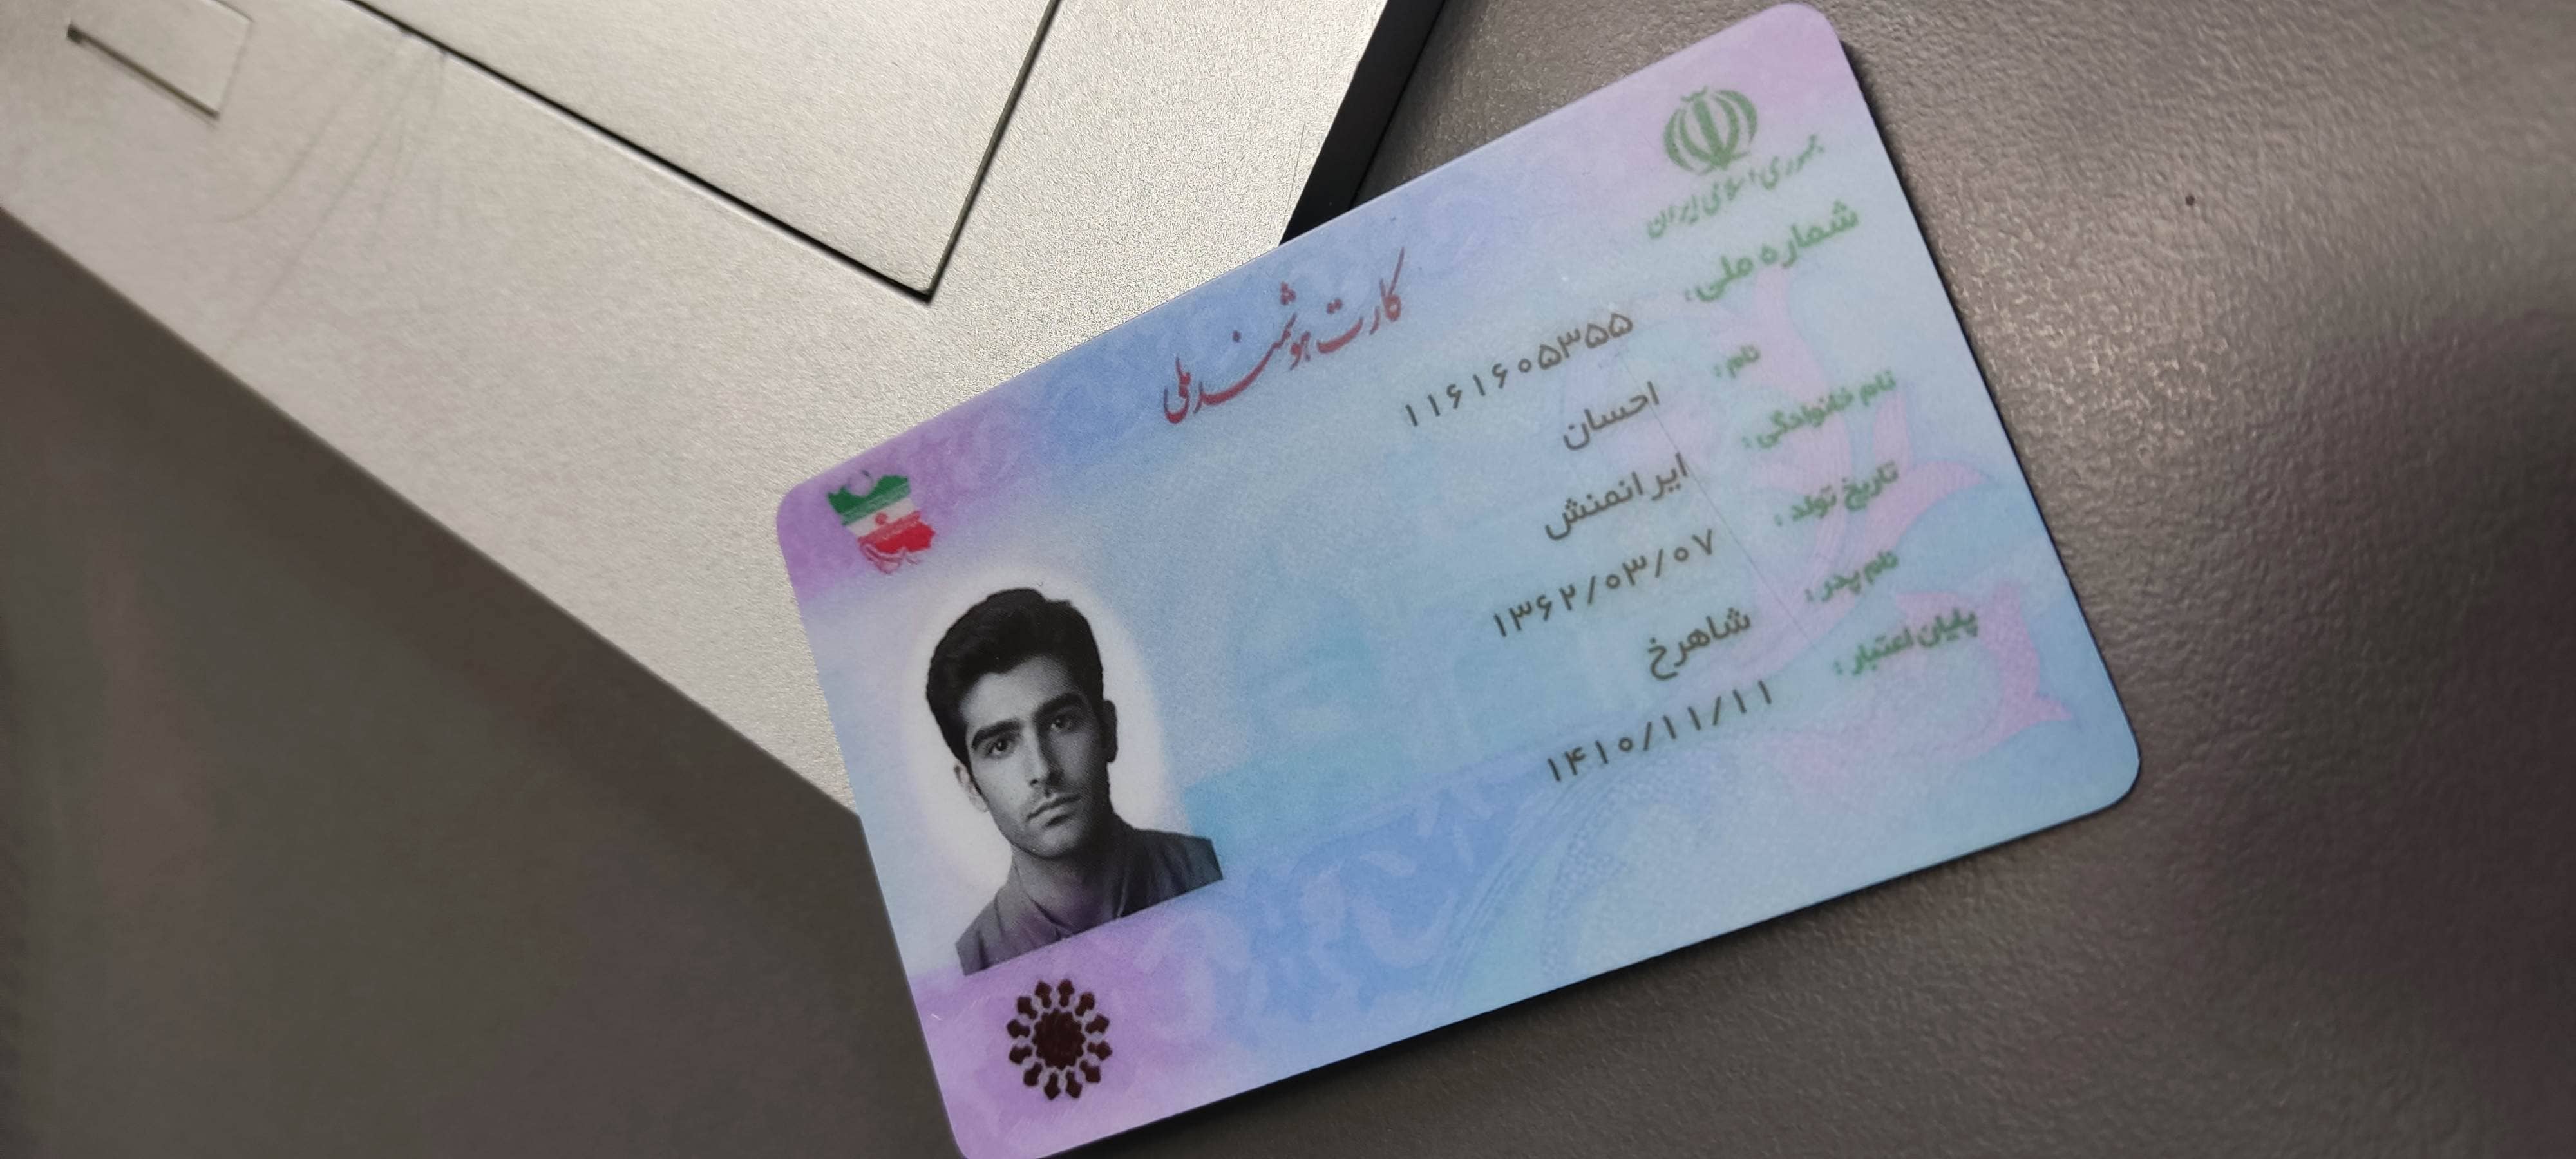 جمهوری اسلامی ایران
کارت هوشمند ملی
شماره ملی: ۱۱۶۱۶۰۵۳۵۵
نام: احسان
نام خانوادگی: ایرانمنش
تاریخ تولد: ۱۳۶۲/۰۳/۰۷
نام پدر: شاهرخ
پایان اعتبار: ۱۴۱۰/۱۱/۱۱